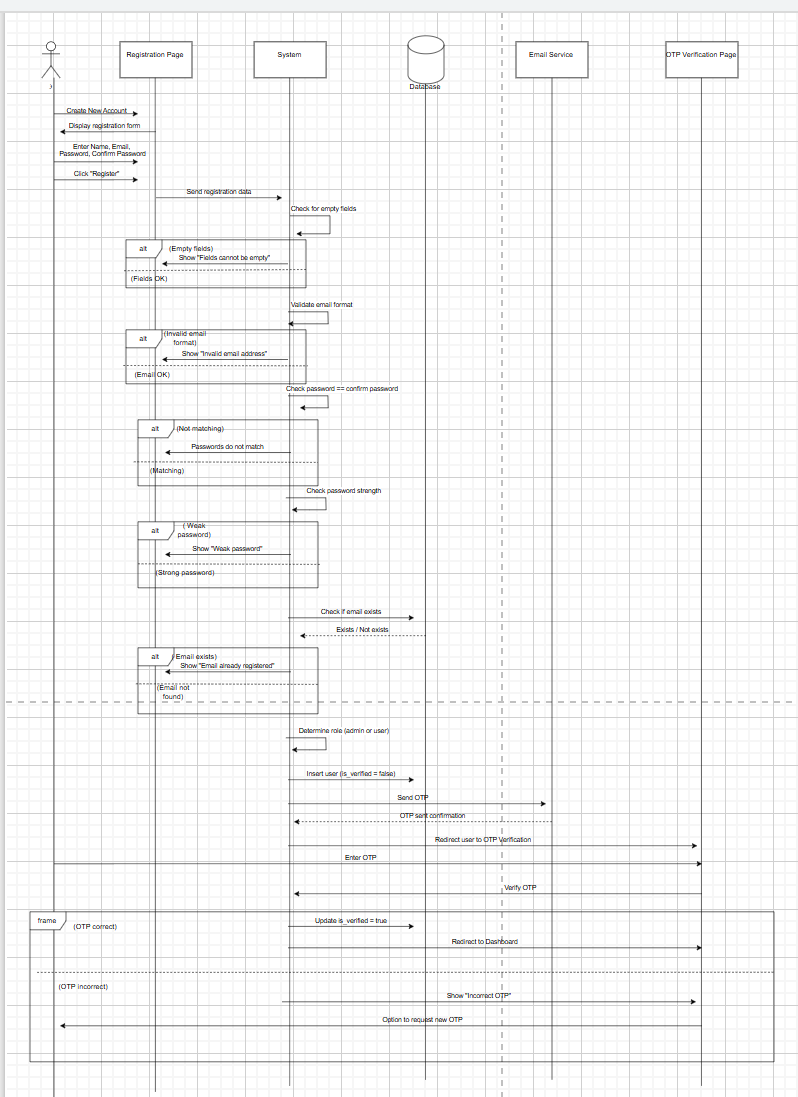 Registration Page
System
Email Service
OTP Verification Page
Database
Create New Account
Display registration form
Enter Name, Email,
Password, Confirm Password
Click "Register"
Send registration data
Check for empty fields
alt
(Empty fields)
Show "Fields cannot be empty"
(Fields OK)
Validate email format
alt
(Invalid email
format)
Show "Invalid email address"
(Email OK)
Check password == confirm password
alt
(Not matching)
Passwords do not match
(Matching)
Check password strength
alt
( Weak
password)
Show "Weak password"
(Strong password)
Check if email exists
Exists / Not exists
alt
(Email exists)
Show "Email already registered"
(Email not
found)
Determine role (admin or user)
Insert user (is_verified = false)
Send OTP
OTP sent confirmation
Redirect user to OTP Verification
Enter OTP
Verify OTP
frame
(OTP correct)
Update is_verified = true
Redirect to Dashboard
(OTP incorrect)
Show "Incorrect OTP"
Option to request new OTP